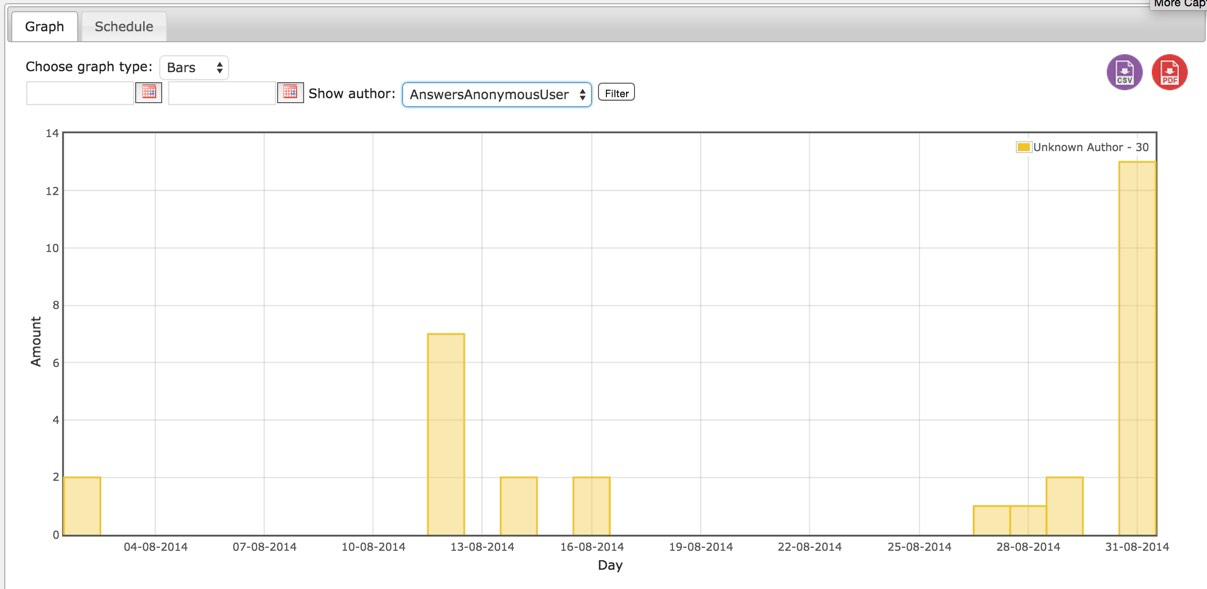 More Cap
Graph Schedule
Choose graph type: Bars
CSV PDF
Show author: AnswersAnonymousUser Filter
14
Unknown Author - 30
12
10
8
6
4
2
0
Amount
04-08-2014 07-08-2014 10-08-2014 13-08-2014 16-08-2014 19-08-2014 22-08-2014 25-08-2014 28-08-2014 31-08-2014
Day